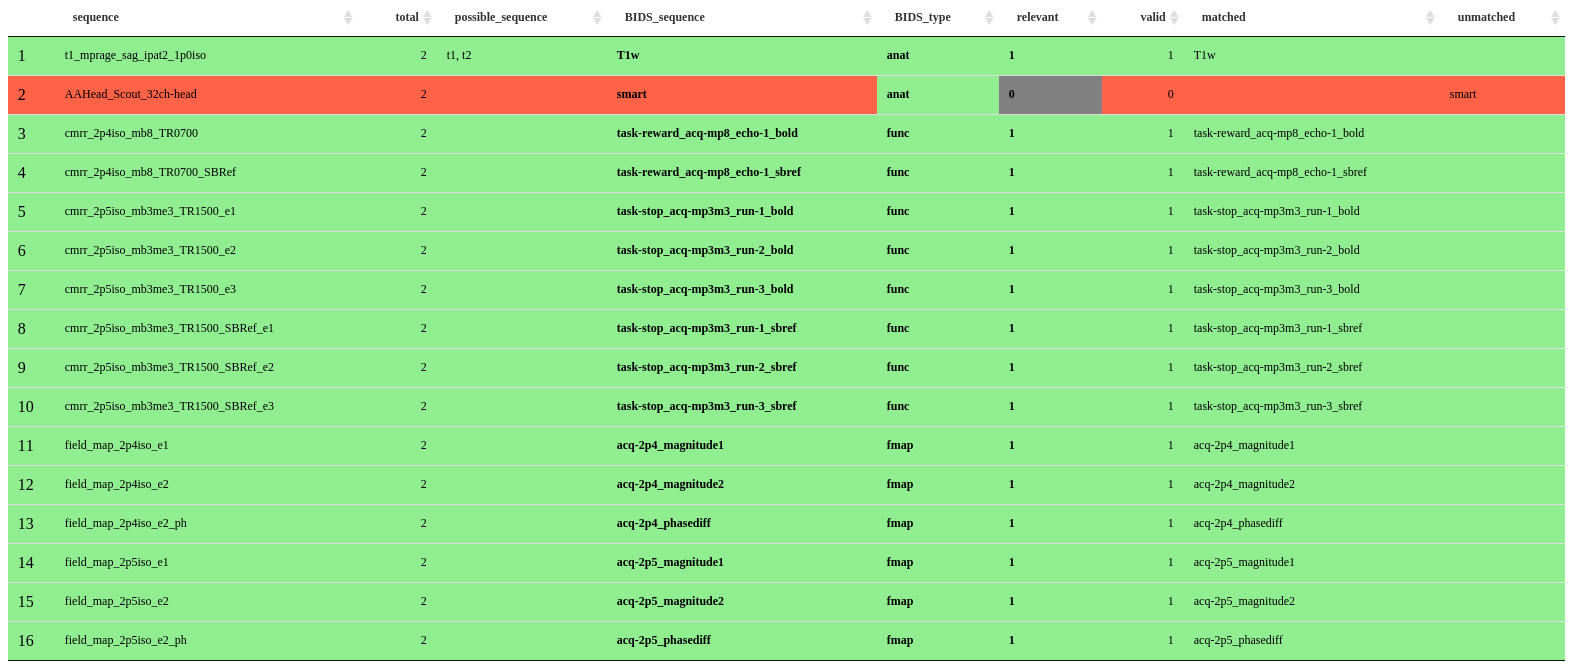 sequence total possible_sequence BIDS_sequence BIDS_type relevant valid matched unmatched
1 t1_mprage_sag_ipat2_1p0iso 2 t1, t2 T1w anat 1 1 T1w
2 AAHead_Scout_32ch-head 2 smart anat 0 0 smart
3 cmrr_2p4iso_mb8_TR0700 2 task-reward_acq-mp8_echo-1_bold func 1 1 task-reward_acq-mp8_echo-1_bold
4 cmrr_2p4iso_mb8_TR0700_SBRef 2 task-reward_acq-mp8_echo-1_sbref func 1 1 task-reward_acq-mp8_echo-1_sbref
5 cmrr_2p5iso_mb3me3_TR1500_e1 2 task-stop_acq-mp3m3_run-1_bold func 1 1 task-stop_acq-mp3m3_run-1_bold
6 cmrr_2p5iso_mb3me3_TR1500_e2 2 task-stop_acq-mp3m3_run-2_bold func 1 1 task-stop_acq-mp3m3_run-2_bold
7 cmrr_2p5iso_mb3me3_TR1500_e3 2 task-stop_acq-mp3m3_run-3_bold func 1 1 task-stop_acq-mp3m3_run-3_bold
8 cmrr_2p5iso_mb3me3_TR1500_SBRef_e1 2 task-stop_acq-mp3m3_run-1_sbref func 1 1 task-stop_acq-mp3m3_run-1_sbref
9 cmrr_2p5iso_mb3me3_TR1500_SBRef_e2 2 task-stop_acq-mp3m3_run-2_sbref func 1 1 task-stop_acq-mp3m3_run-2_sbref
10 cmrr_2p5iso_mb3me3_TR1500_SBRef_e3 2 task-stop_acq-mp3m3_run-3_sbref func 1 1 task-stop_acq-mp3m3_run-3_sbref
11 field_map_2p4iso_e1 2 acq-2p4_magnitude1 fmap 1 1 acq-2p4_magnitude1
12 field_map_2p4iso_e2 2 acq-2p4_magnitude2 fmap 1 1 acq-2p4_magnitude2
13 field_map_2p4iso_e2_ph 2 acq-2p4_phasediff fmap 1 1 acq-2p4_phasediff
14 field_map_2p5iso_e1 2 acq-2p5_magnitude1 fmap 1 1 acq-2p5_magnitude1
15 field_map_2p5iso_e2 2 acq-2p5_magnitude2 fmap 1 1 acq-2p5_magnitude2
16 field_map_2p5iso_e2_ph 2 acq-2p5_phasediff fmap 1 1 acq-2p5_phasediff